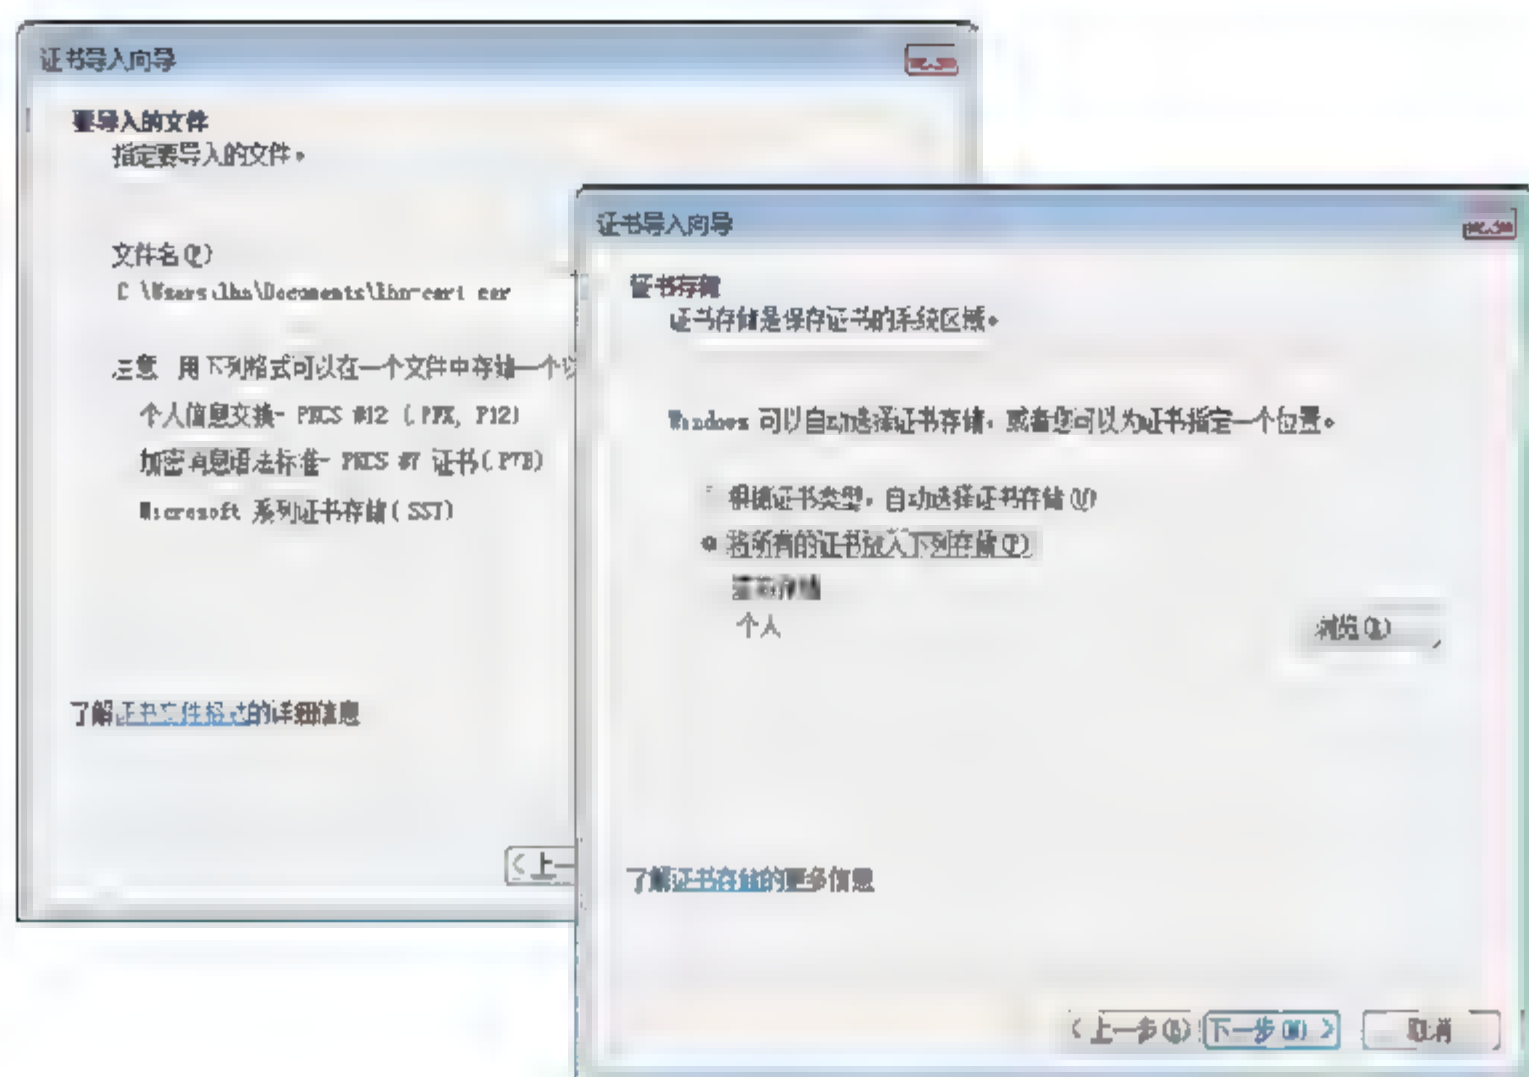 证书导入向导
要导入的文件
指定要导入的文件。
文件名(F)
C \Users\lhn\Documents\lhn-cert cer
注意 用下列格式可以在一个文件中存储一个以
个人信息交换- PKCS #12 (.PFX, P12)
加密消息语法标准- PKCS #7 证书(.P7B)
Microsoft 系列证书存储( SST)
了解证书文件格式的详细信息
<上一
证书导入向导
证书存储
证书存储是保存证书的系统区域。
Windows 可以自动选择证书存储，或者您可以为证书指定一个位置。
根据证书类型，自动选择证书存储(U)
将所有的证书放入下列存储(P)
证书存储
个人
浏览(R)
了解证书存储的更多信息
<上一步(B) 下一步(N) > 取消